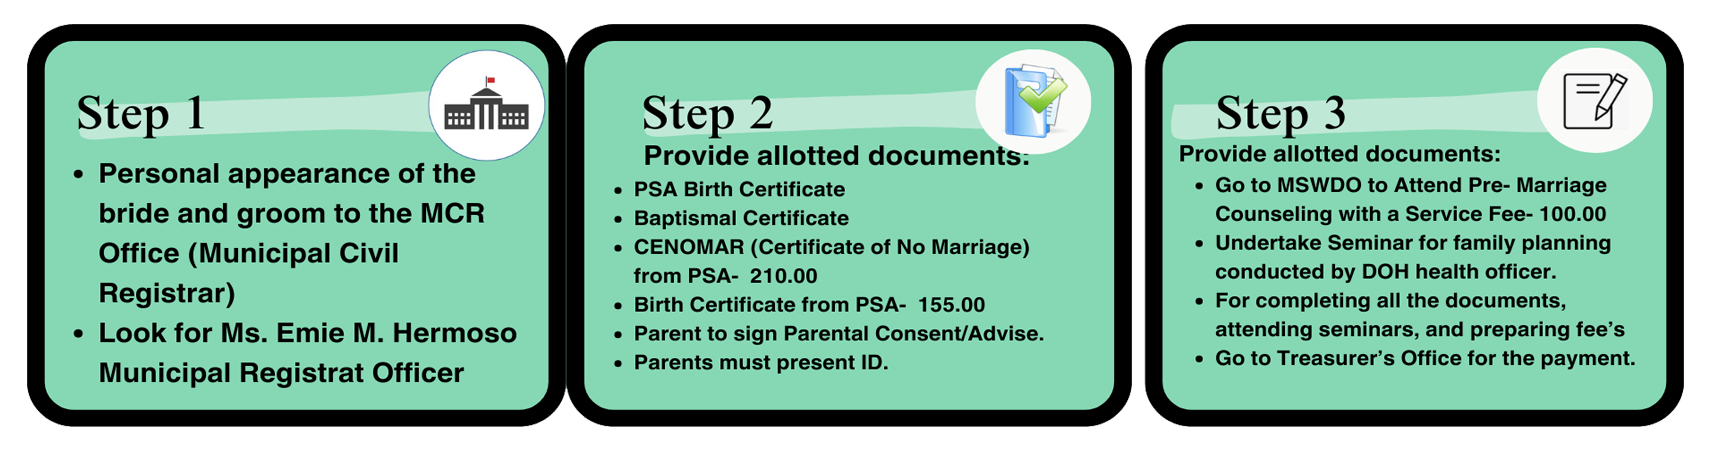 Step 1
• Personal appearance of the
bride and groom to the MCR
Office (Municipal Civil
Registrar)
• Look for Ms. Emie M. Hermoso
Municipal Registrat Officer
Step 2
Provide allotted documents:
• PSA Birth Certificate
• Baptismal Certificate
• CENOMAR (Certificate of No Marriage)
from PSA- 210.00
• Birth Certificate from PSA- 155.00
• Parent to sign Parental Consent/Advise.
• Parents must present ID.
Step 3
Provide allotted documents:
• Go to MSWDO to Attend Pre- Marriage
Counseling with a Service Fee- 100.00
• Undertake Seminar for family planning
conducted by DOH health officer.
• For completing all the documents,
attending seminars, and preparing fee's
• Go to Treasurer's Office for the payment.